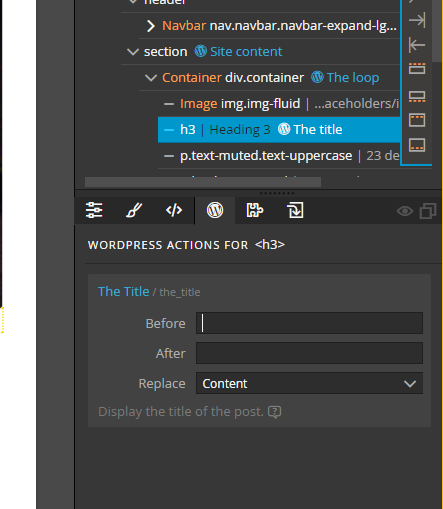 header
Navbar nav.navbar.navbar-expand-lg...
section Site content
Container div.container The loop
Image img.img-fluid | ...aceholders/i
h3 | Heading 3 The title
p.text-muted.text-uppercase | 23 de
WORDPRESS ACTIONS FOR <h3>
The Title / the_title
Before
After
Replace Content
Display the title of the post.